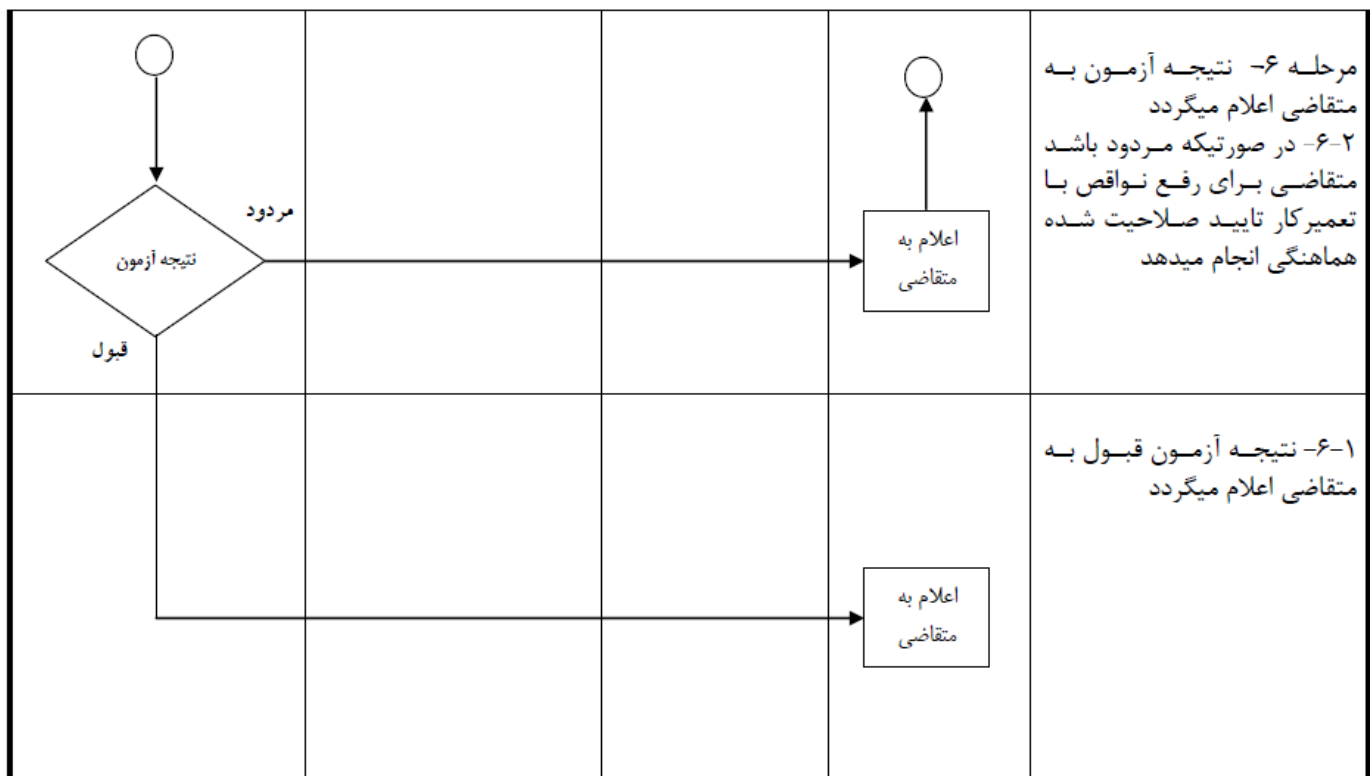 مرحله ۶- نتیجه آزمون به
متقاضی اعلام میگردد
۶-۲- در صورتیکه مردود باشد
متقاضی برای رفع نواقص با
تعمیرکار تایید صلاحیت شده
هماهنگی انجام میدهد
اعلام به
متقاضی
مردود
نتیجه آزمون
قبول
۶-۱- نتیجه آزمون قبول به
متقاضی اعلام میگردد
اعلام به
متقاضی